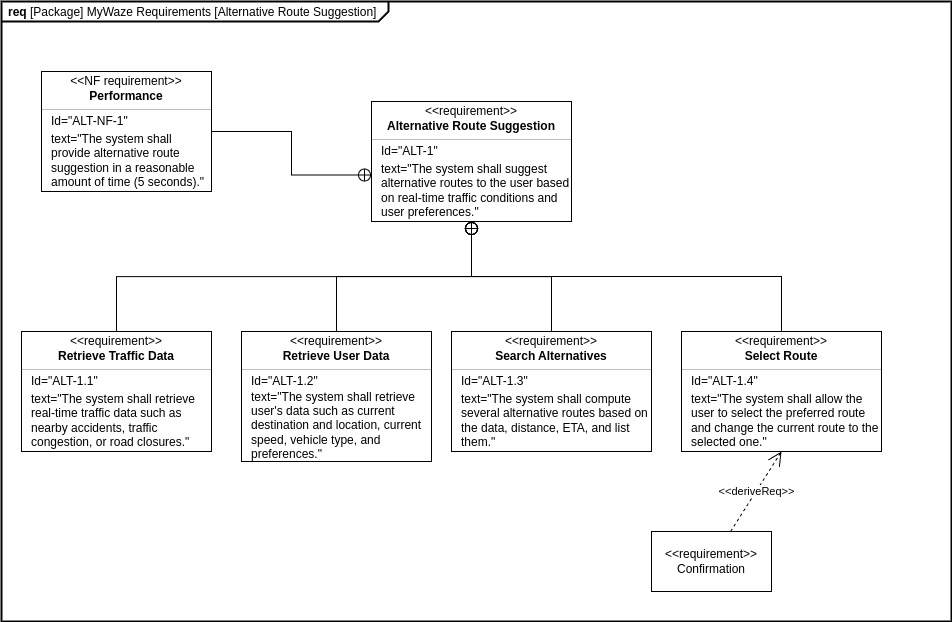 req [Package] MyWaze Requirements [Alternative Route Suggestion]
<<NF requirement>>
Performance
Id="ALT-NF-1"
text="The system shall
provide alternative route
suggestion in a reasonable
amount of time (5 seconds)."
<<requirement>>
Alternative Route Suggestion
Id="ALT-1"
text="The system shall suggest
alternative routes to the user based
on real-time traffic conditions and
user preferences."
<<requirement>>
Retrieve Traffic Data
Id="ALT-1.1"
text="The system shall retrieve
real-time traffic data such as
nearby accidents, traffic
congestion, or road closures."
<<requirement>>
Retrieve User Data
Id="ALT-1.2"
text="The system shall retrieve
user's data such as current
destination and location, current
speed, vehicle type, and
preferences."
<<requirement>>
Search Alternatives
Id="ALT-1.3"
text="The system shall compute
several alternative routes based on
the data, distance, ETA, and list
them."
<<requirement>>
Select Route
Id="ALT-1.4"
text="The system shall allow the
user to select the preferred route
and change the current route to the
selected one."
<<deriveReq>>
<<requirement>>
Confirmation